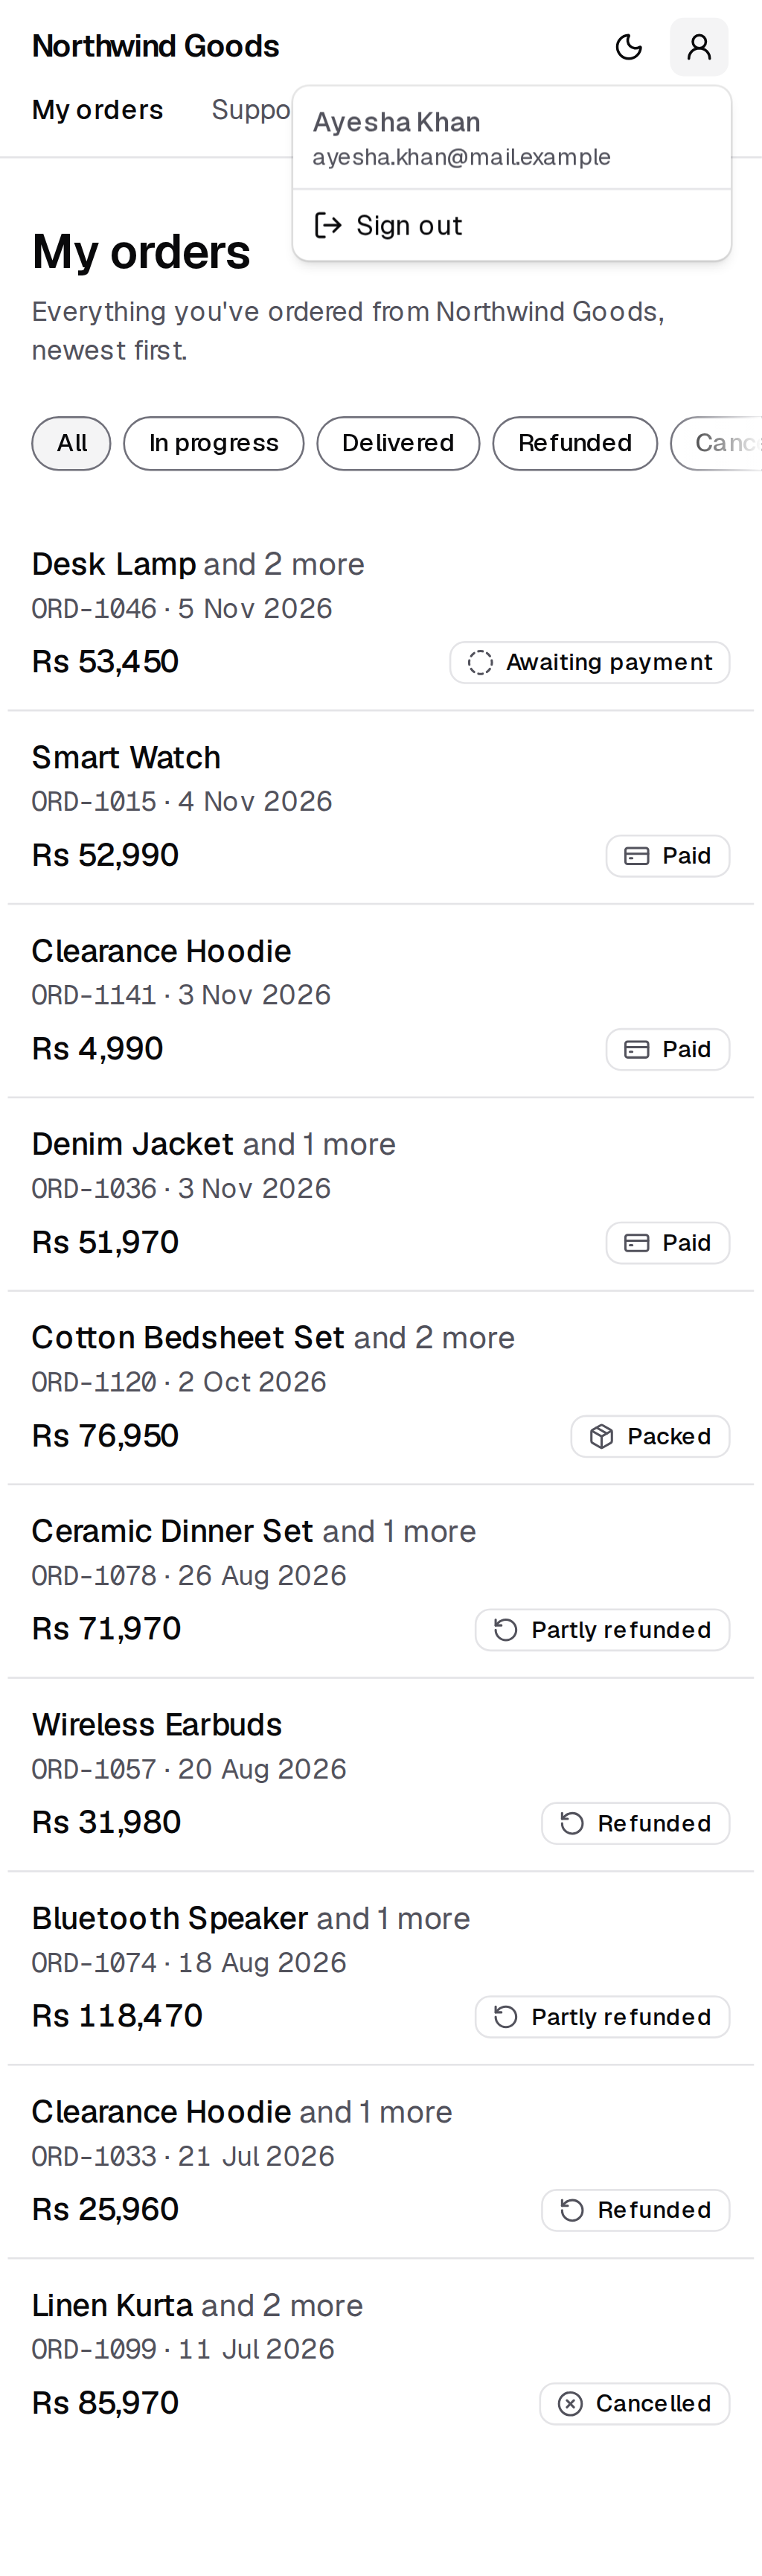 Northwind Goods
My orders
Ayesha Khan
ayesha.khan@mail.example
Sign out
My orders
Everything you've ordered from Northwind Goods,
newest first.
All
In progress
Delivered
Refunded
Desk Lamp and 2 more
ORD-1046 · 5 Nov 2026
Rs 53,450
Awaiting payment
Smart Watch
ORD-1015 · 4 Nov 2026
Rs 52,990
Paid
Clearance Hoodie
ORD-1141 · 3 Nov 2026
Rs 4,990
Paid
Denim Jacket and 1 more
ORD-1036 · 3 Nov 2026
Rs 51,970
Paid
Cotton Bedsheet Set and 2 more
ORD-1120 · 2 Oct 2026
Rs 76,950
Packed
Ceramic Dinner Set and 1 more
ORD-1078 · 26 Aug 2026
Rs 71,970
Partly refunded
Wireless Earbuds
ORD-1057 · 20 Aug 2026
Rs 31,980
Refunded
Bluetooth Speaker and 1 more
ORD-1074 · 18 Aug 2026
Rs 118,470
Partly refunded
Clearance Hoodie and 1 more
ORD-1033 · 21 Jul 2026
Rs 25,960
Refunded
Linen Kurta and 2 more
ORD-1099 · 11 Jul 2026
Rs 85,970
Cancelled